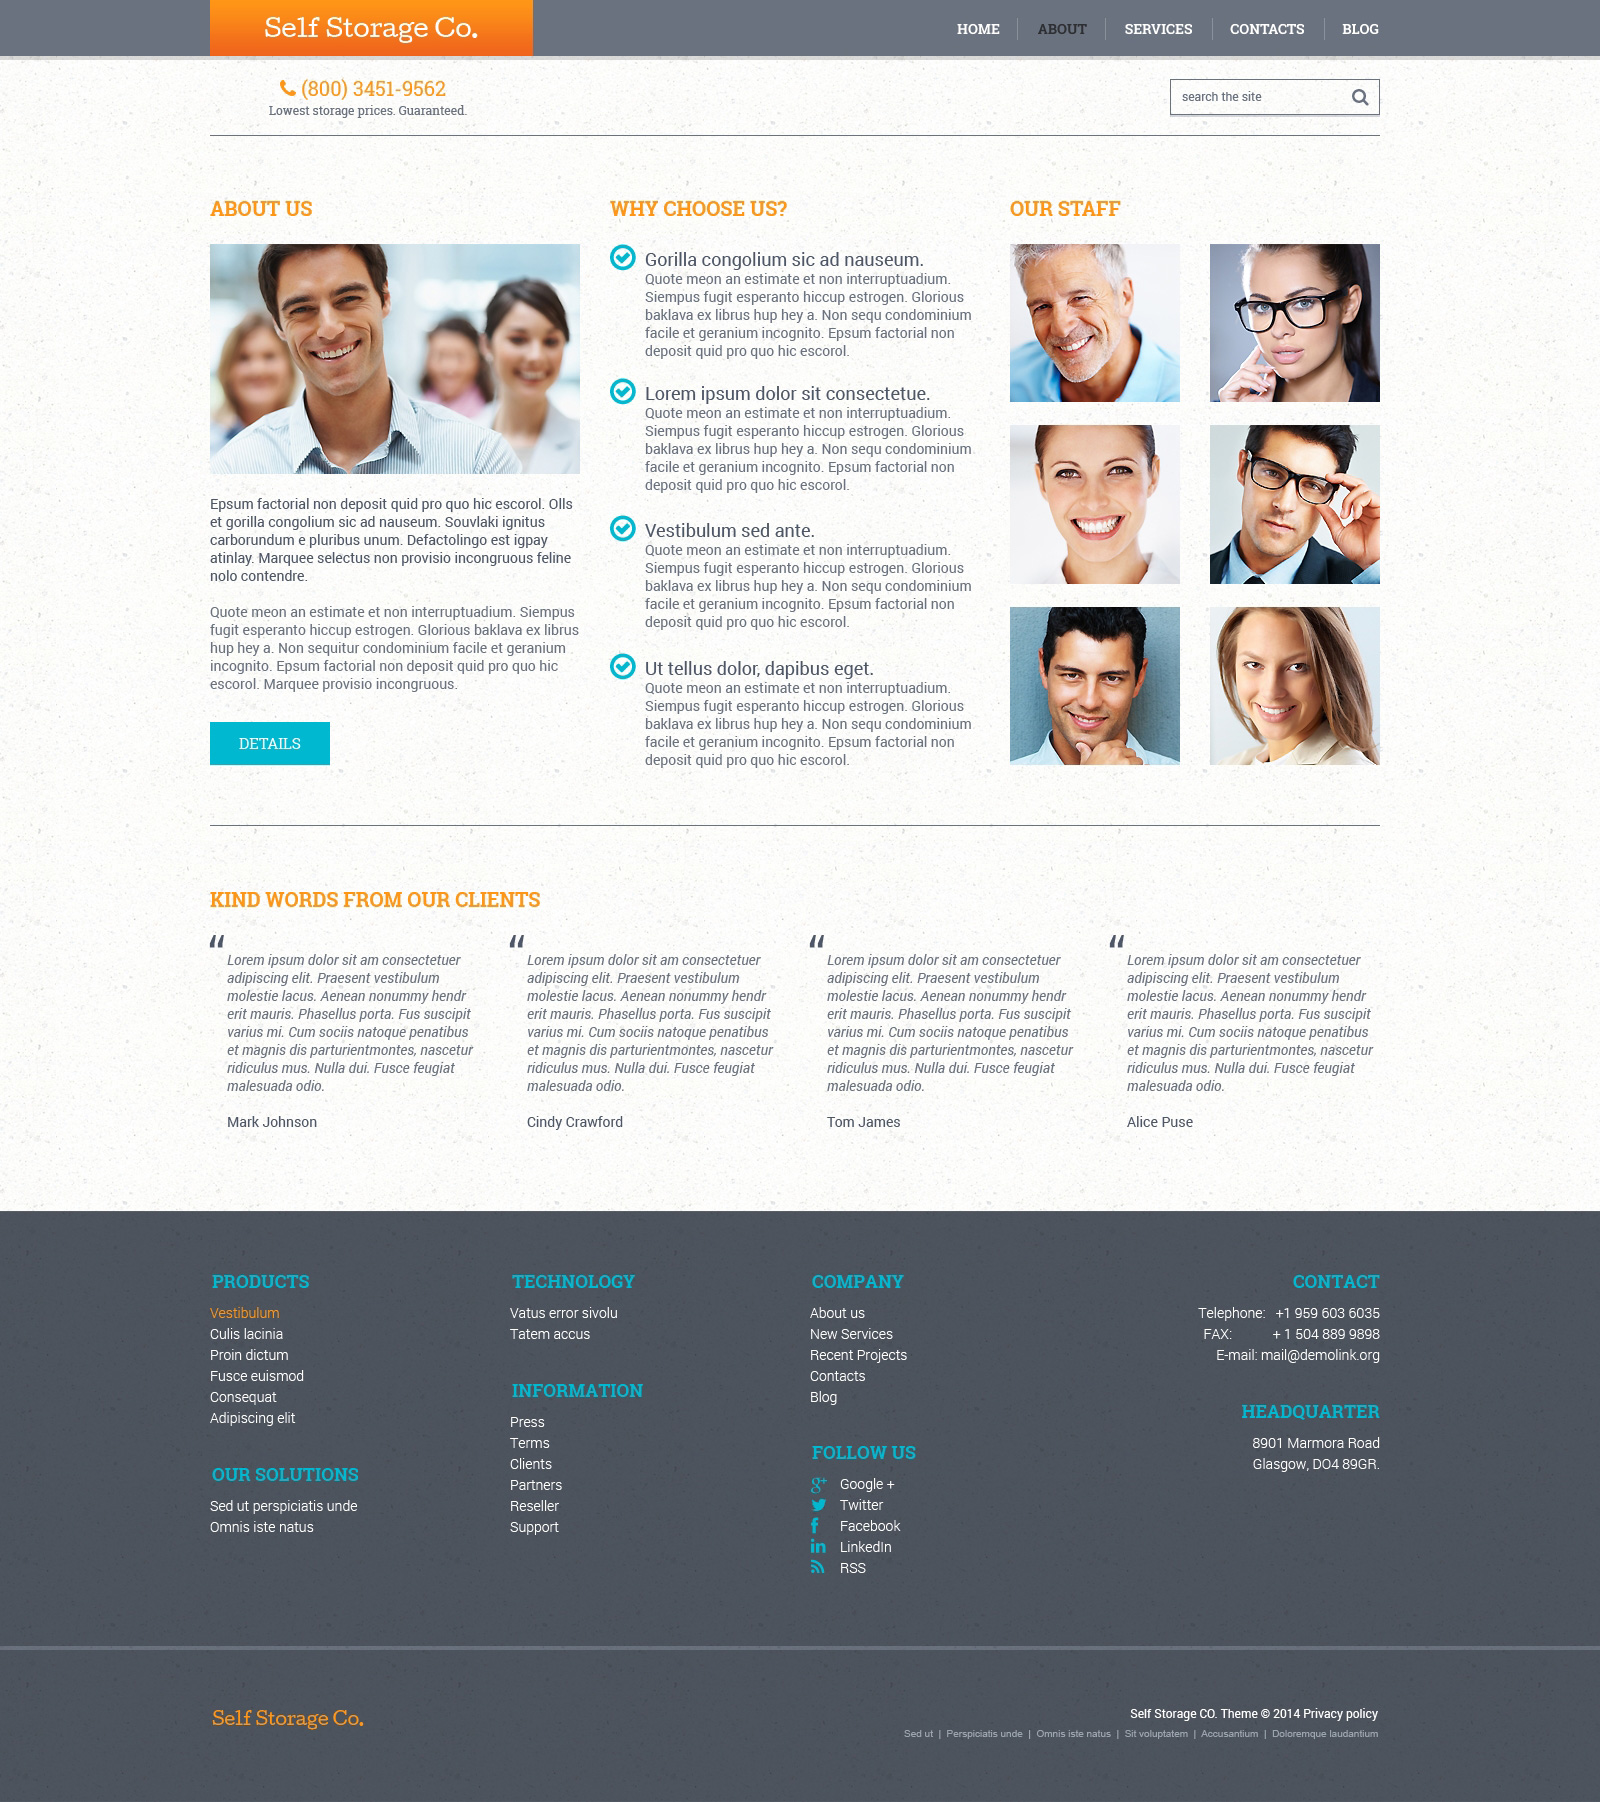 Self Storage Co.
HOME
ABOUT
SERVICES
CONTACTS
BLOG
(800) 3451-9562
Lowest storage prices. Guaranteed.
search the site
ABOUT US
Epsum factorial non deposit quid pro quo hic escorol. Olls
et gorilla congolium sic ad nauseum. Souvlaki ignitus
carborundum e pluribus unum. Defactolingo est igpay
atinlay. Marquee selectus non provisio incongruous feline
nolo contendre.
Quote meon an estimate et non interruptuadium. Siempus
fugit esperanto hiccup estrogen. Glorious baklava ex librus
hup hey a. Non sequitur condominium facile et geranium
incognito. Epsum factorial non deposit quid pro quo hic
escorol. Marquee provisio incongruous.
DETAILS
WHY CHOOSE US?
Gorilla congolium sic ad nauseum.
Quote meon an estimate et non interruptuadium.
Siempus fugit esperanto hiccup estrogen. Glorious
baklava ex librus hup hey a. Non sequ condominium
facile et geranium incognito. Epsum factorial non
deposit quid pro quo hic escorol.
Lorem ipsum dolor sit consectetue.
Quote meon an estimate et non interruptuadium.
Siempus fugit esperanto hiccup estrogen. Glorious
baklava ex librus hup hey a. Non sequ condominium
facile et geranium incognito. Epsum factorial non
deposit quid pro quo hic escorol.
Vestibulum sed ante.
Quote meon an estimate et non interruptuadium.
Siempus fugit esperanto hiccup estrogen. Glorious
baklava ex librus hup hey a. Non sequ condominium
facile et geranium incognito. Epsum factorial non
deposit quid pro quo hic escorol.
Ut tellus dolor, dapibus eget.
Quote meon an estimate et non interruptuadium.
Siempus fugit esperanto hiccup estrogen. Glorious
baklava ex librus hup hey a. Non sequ condominium
facile et geranium incognito. Epsum factorial non
deposit quid pro quo hic escorol.
OUR STAFF
KIND WORDS FROM OUR CLIENTS
“
Lorem ipsum dolor sit am consectetuer
adipiscing elit. Praesent vestibulum
molestie lacus. Aenean nonummy hendr
erit mauris. Phasellus porta. Fus suscipit
varius mi. Cum sociis natoque penatibus
et magnis dis parturientmontes, nascetur
ridiculus mus. Nulla dui. Fusce feugiat
malesuada odio.
Mark Johnson
“
Lorem ipsum dolor sit am consectetuer
adipiscing elit. Praesent vestibulum
molestie lacus. Aenean nonummy hendr
erit mauris. Phasellus porta. Fus suscipit
varius mi. Cum sociis natoque penatibus
et magnis dis parturientmontes, nascetur
ridiculus mus. Nulla dui. Fusce feugiat
malesuada odio.
Cindy Crawford
“
Lorem ipsum dolor sit am consectetuer
adipiscing elit. Praesent vestibulum
molestie lacus. Aenean nonummy hendr
erit mauris. Phasellus porta. Fus suscipit
varius mi. Cum sociis natoque penatibus
et magnis dis parturientmontes, nascetur
ridiculus mus. Nulla dui. Fusce feugiat
malesuada odio.
Tom James
“
Lorem ipsum dolor sit am consectetuer
adipiscing elit. Praesent vestibulum
molestie lacus. Aenean nonummy hendr
erit mauris. Phasellus porta. Fus suscipit
varius mi. Cum sociis natoque penatibus
et magnis dis parturientmontes, nascetur
ridiculus mus. Nulla dui. Fusce feugiat
malesuada odio.
Alice Puse
PRODUCTS
Vestibulum
Culis lacinia
Proin dictum
Fusce euismod
Consequat
Adipiscing elit
OUR SOLUTIONS
Sed ut perspiciatis unde
Omnis iste natus
TECHNOLOGY
Vatus error sivolu
Tatem accus
INFORMATION
Press
Terms
Clients
Partners
Reseller
Support
COMPANY
About us
New Services
Recent Projects
Contacts
Blog
FOLLOW US
Google +
Twitter
Facebook
LinkedIn
RSS
CONTACT
Telephone: +1 959 603 6035
FAX: + 1 504 889 9898
E-mail: mail@demolink.org
HEADQUARTER
8901 Marmora Road
Glasgow, DO4 89GR.
Self Storage Co.
Self Storage CO. Theme © 2014 Privacy policy
Sed ut | Perspiciatis unde | Omnis iste natus | Sit voluptatem | Accusantium | Doloremque laudantium